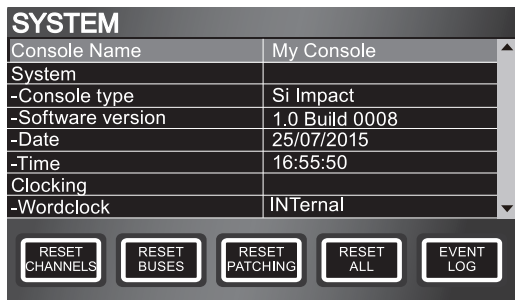 SYSTEM
Console Name My Console
System
-Console type Si Impact
-Software version 1.0 Build 0008
-Date 25/07/2015
-Time 16:55:50
Clocking
-Wordclock INTernal
RESET CHANNELS
RESET BUSES
RESET PATCHING
RESET ALL
EVENT LOG